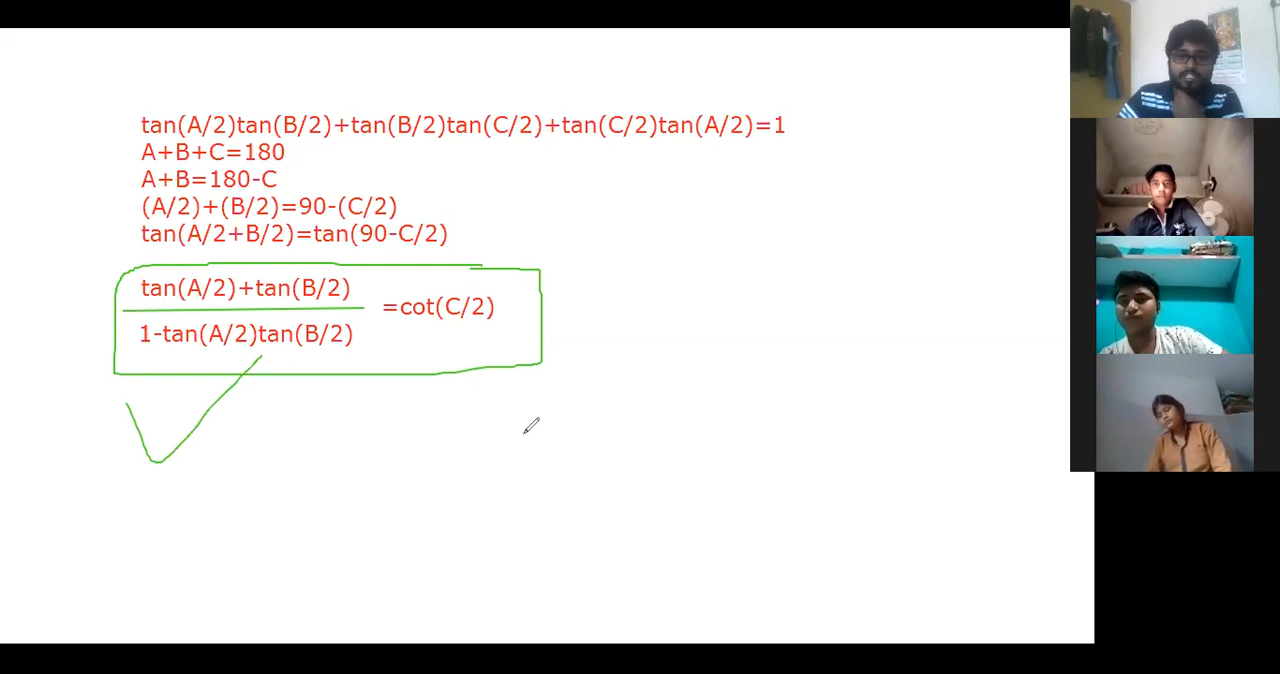 tan(A/2)tan(B/2)+tan(B/2)tan(C/2)+tan(C/2)tan(A/2)=1
A+B+C=180
A+B=180-C
(A/2)+(B/2)=90-(C/2)
tan(A/2+B/2)=tan(90-C/2)
tan(A/2)+tan(B/2)
=cot(C/2)
1-tan(A/2)tan(B/2)